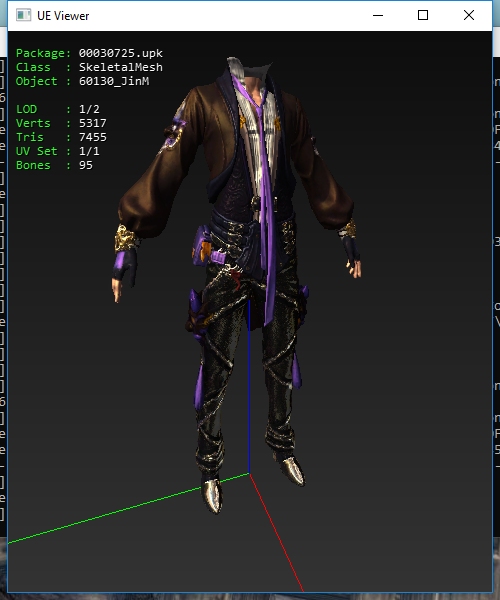 UE Viewer
Package: 00030725.upk
Class  : SkeletalMesh
Object : 60130_JinM
LOD    : 1/2
Verts  : 5317
Tris   : 7455
UV Set : 1/1
Bones  : 95